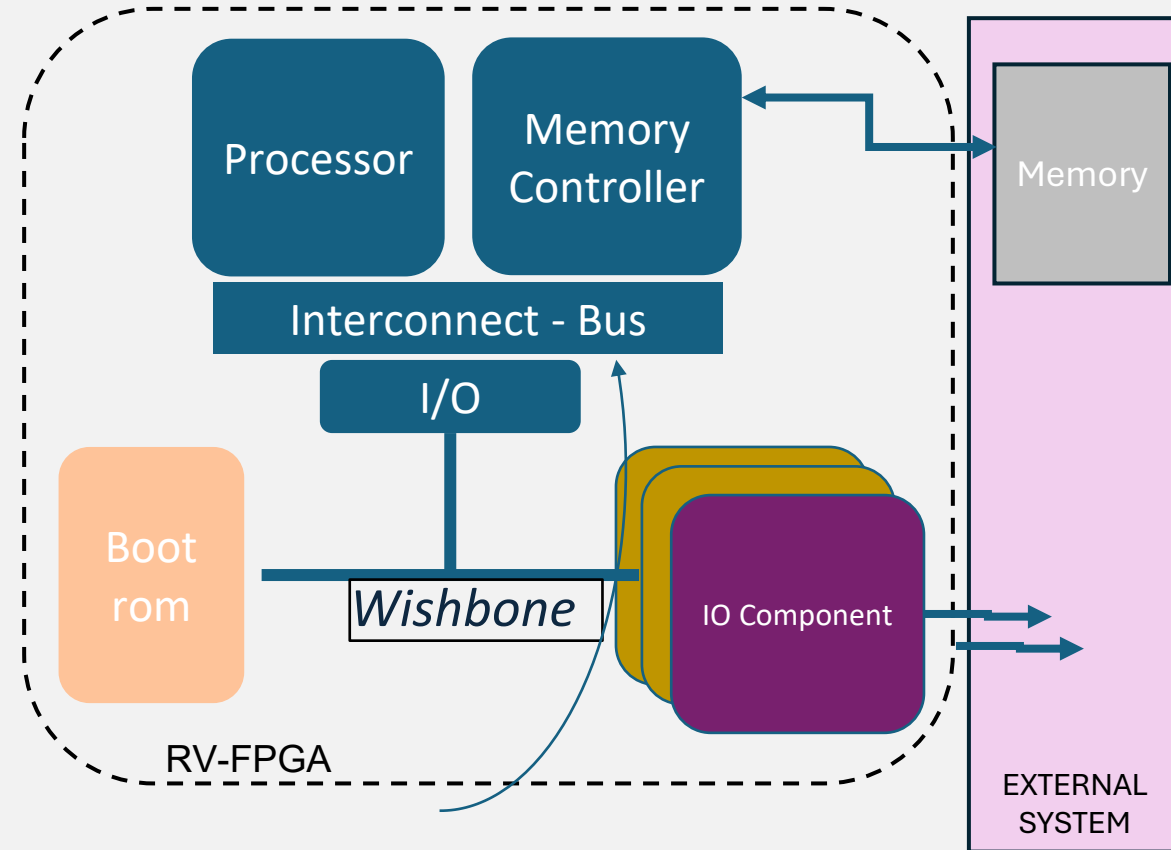 Processor
Memory
Controller
Memory
Interconnect - Bus
I/O
Boot
rom
Wishbone
IO Component
RV-FPGA
EXTERNAL
SYSTEM